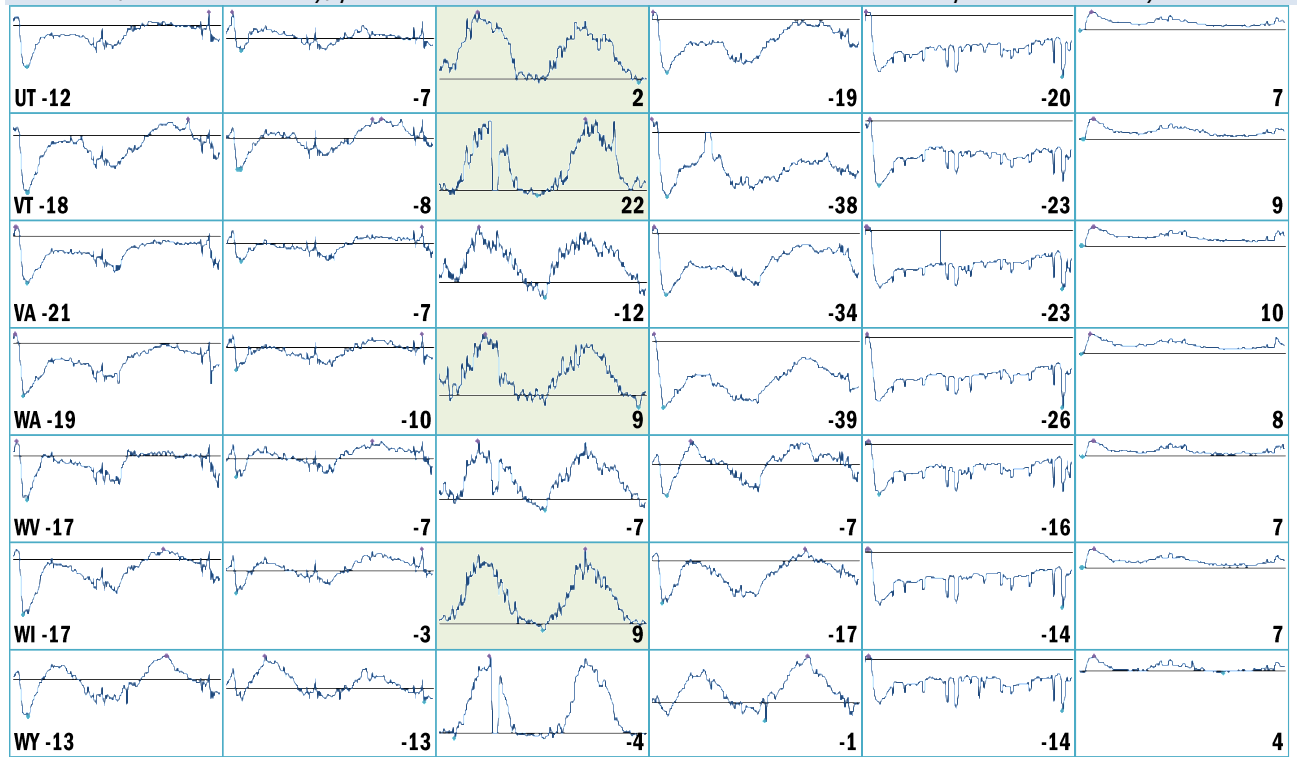 UT -12 -7 2 -19 -20 7
VT -18 -8 22 -38 -23 9
VA -21 -7 -12 -34 -23 10
WA -19 -10 9 -39 -26 8
WV -17 -7 -7 -7 -16 7
WI -17 -3 9 -17 -14 7
WY -13 -13 -4 -1 -14 4